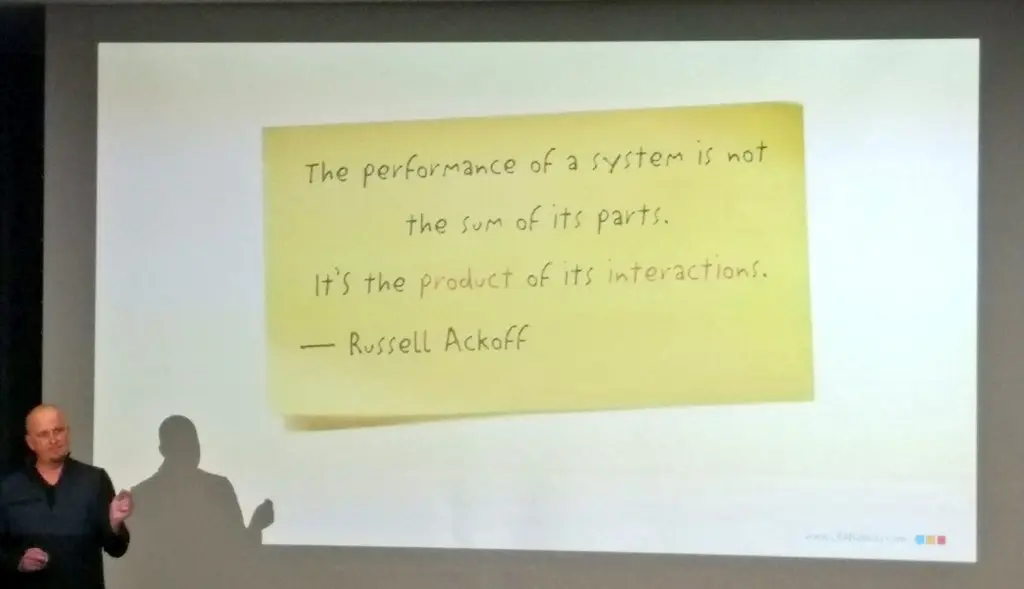 The performance of a system is not
the sum of its parts.
It's the product of its interactions.
— Russell Ackoff